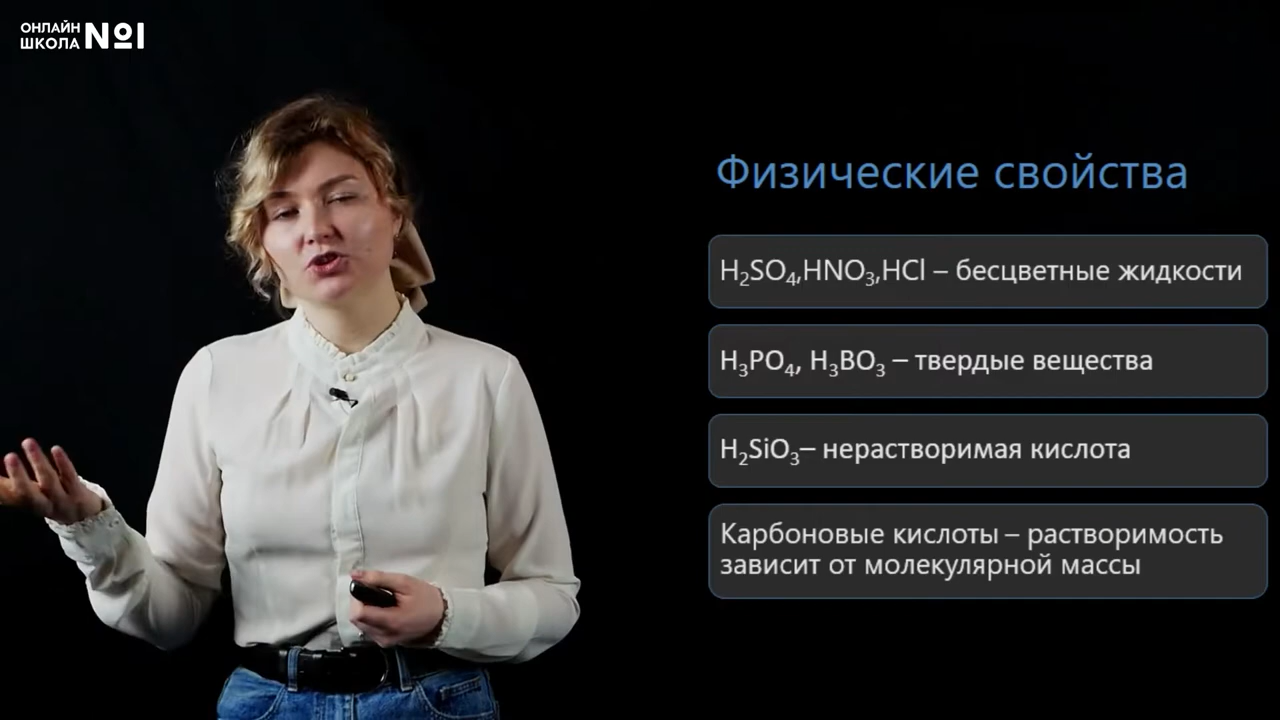 ОНЛАЙН
ШКОЛА №1
Физические свойства
H₂SO₄,HNO₃,HCl – бесцветные жидкости
H₃PO₄, H₃BO₃ – твердые вещества
H₂SiO₃– нерастворимая кислота
Карбоновые кислоты – растворимость
зависит от молекулярной массы